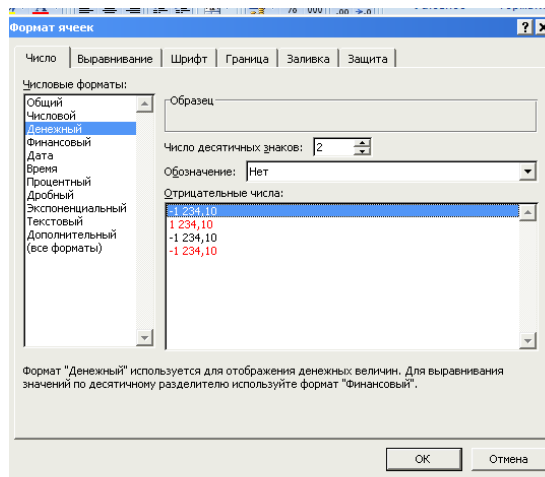 Формат ячеек
Число Выравнивание Шрифт Граница Заливка Защита
Числовые форматы:
Общий
Числовой
Денежный
Финансовый
Дата
Время
Процентный
Дробный
Экспоненциальный
Текстовый
Дополнительный
(все форматы)
Образец
Число десятичных знаков: 2
Обозначение: Нет
Отрицательные числа:
-1 234,10
1 234,10
-1 234,10
-1 234,10
Формат "Денежный" используется для отображения денежных величин. Для выравнивания
значений по десятичному разделителю используйте формат "Финансовый".
ОК Отмена